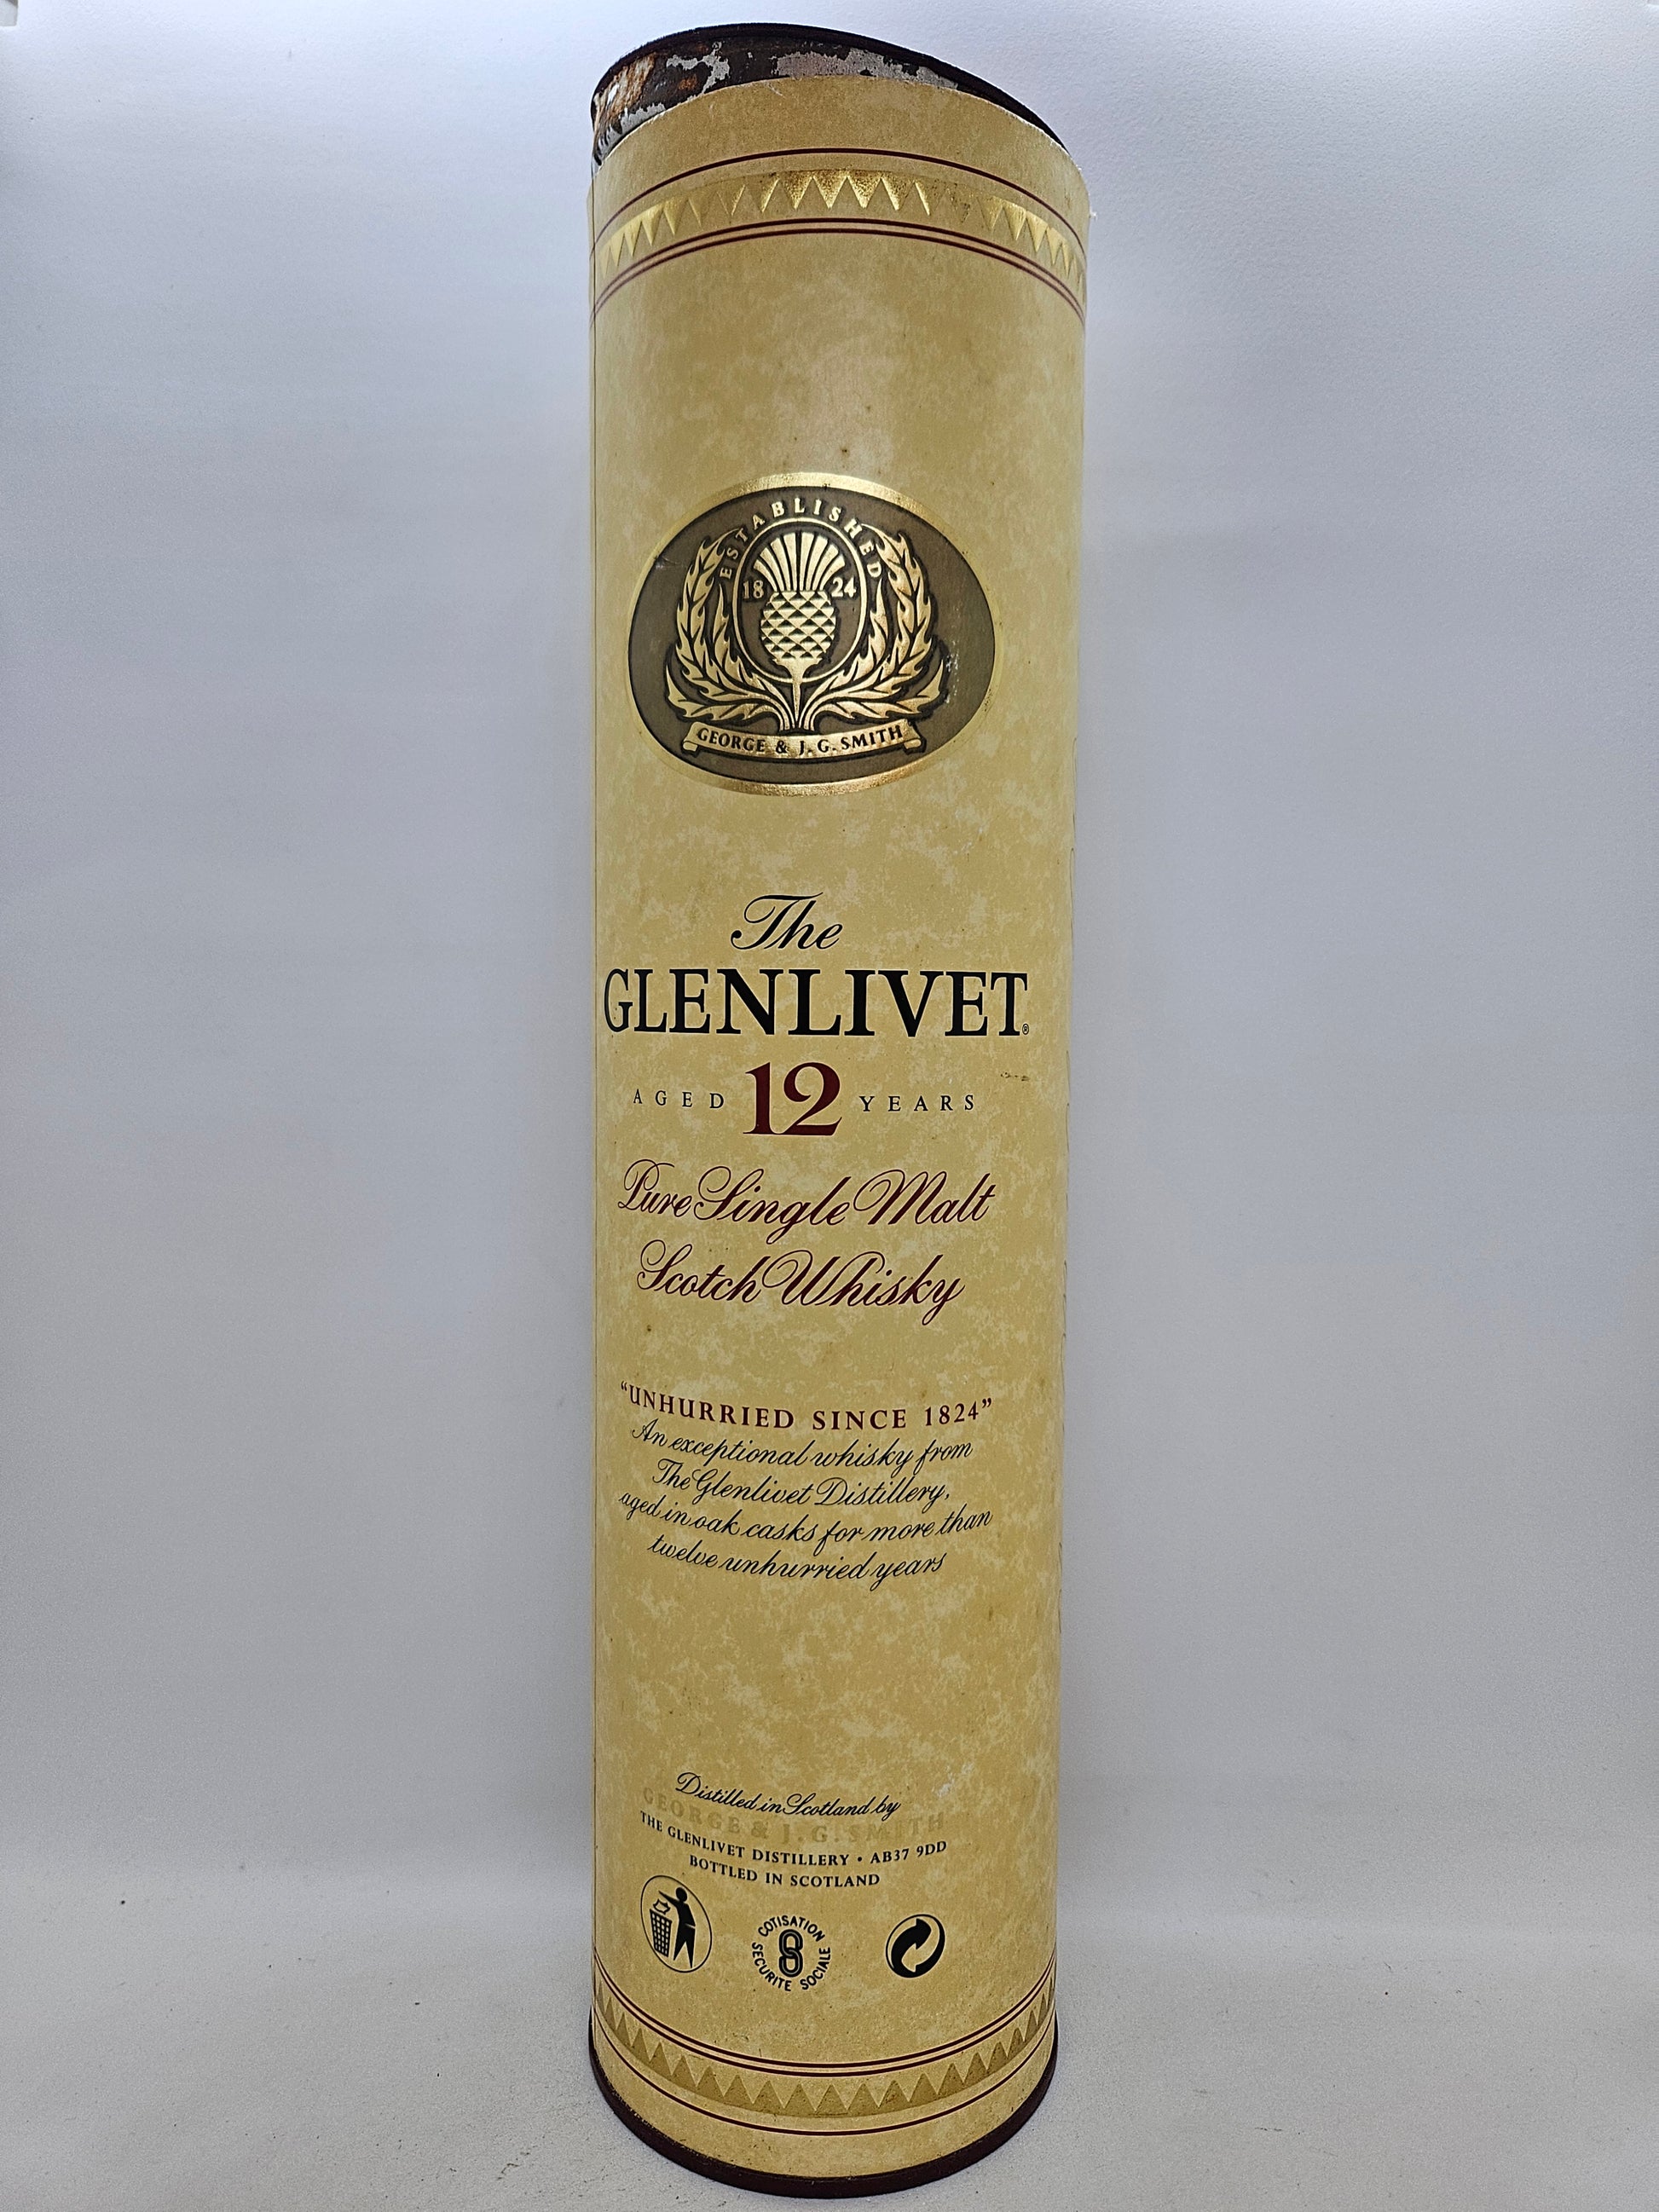 ESTABLISHED
18 24
GEORGE & J. G. SMITH
The
GLENLIVET®
AGED 12 YEARS
Pure Single Malt
Scotch Whisky
“UNHURRIED SINCE 1824”
An exceptional whisky from
The Glenlivet Distillery,
aged in oak casks for more than
twelve unhurried years
Distilled in Scotland by
GEORGE & J. G. SMITH
THE GLENLIVET DISTILLERY • AB37 9DD
BOTTLED IN SCOTLAND
COTISATION
SECURITE SOCIALE